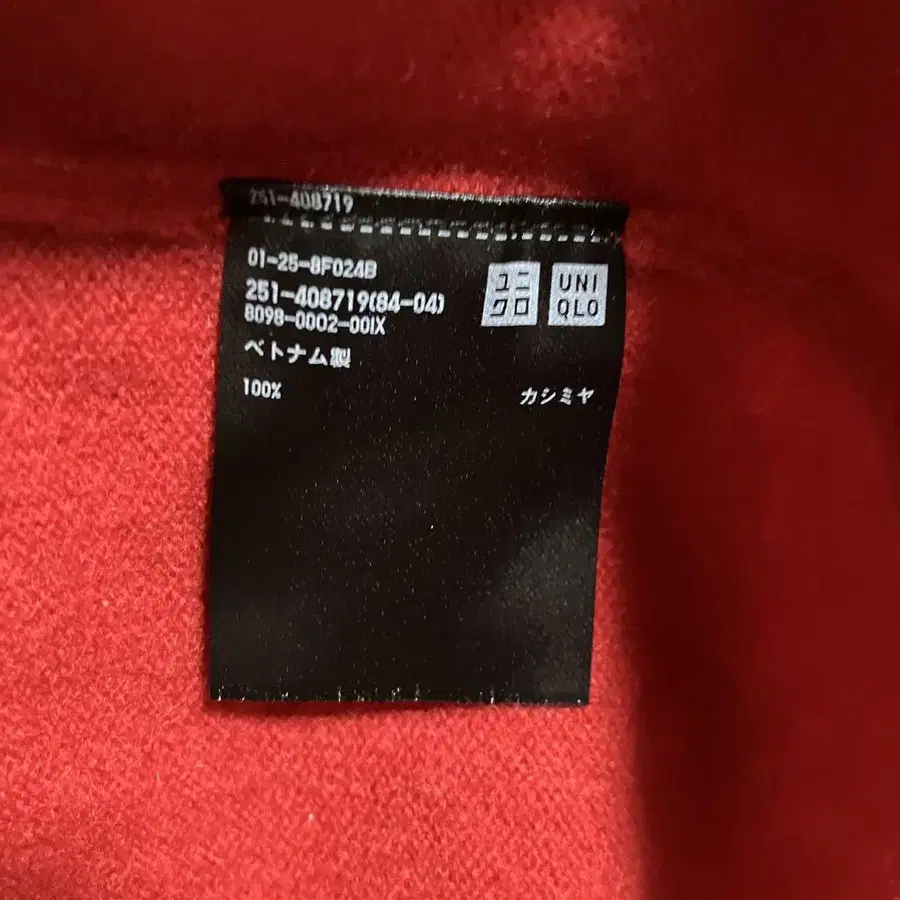 251-408719
01-25-8F024B
251-408719(84-04)
8098-0002-00IX
ユニ
クロ
UNI
QLO
ベトナム製
100% カシミヤ